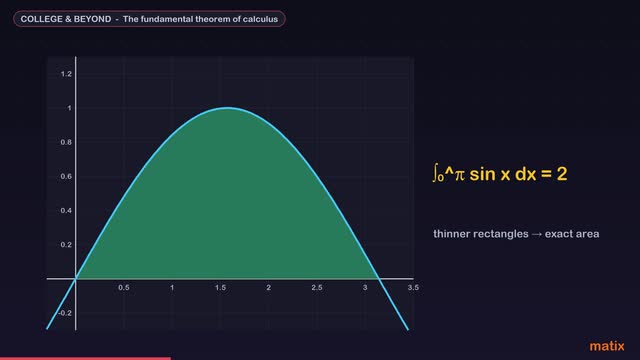 COLLEGE & BEYOND - The fundamental theorem of calculus
1.2
1
0.8
0.6
0.4
0.2
-0.2
0.5 1 1.5 2 2.5 3 3.5
∫₀^π sin x dx = 2
thinner rectangles → exact area
matix